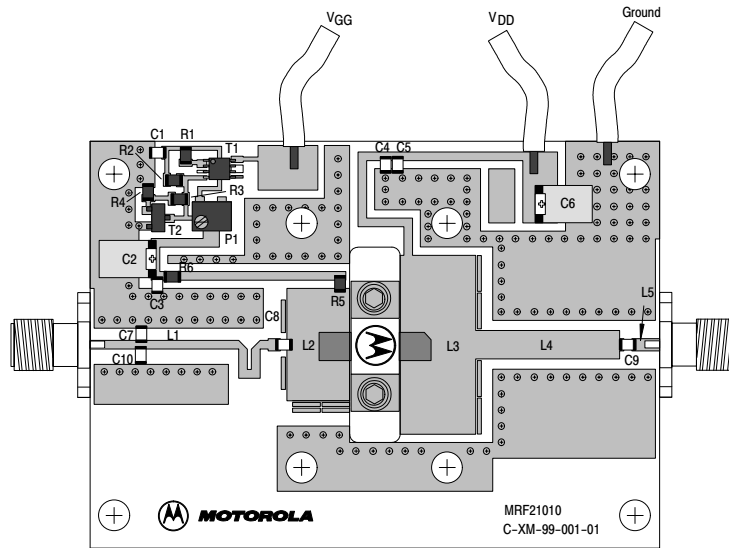 VGG
VDD
Ground
C1
R1
R2
T1
C4
C5
R3
R4
C6
T2
P1
C2
R6
C3
R5
C8
L5
C7
L1
L2
L3
L4
C10
C9
MOTOROLA
MRF21010
C-XM-99-001-01